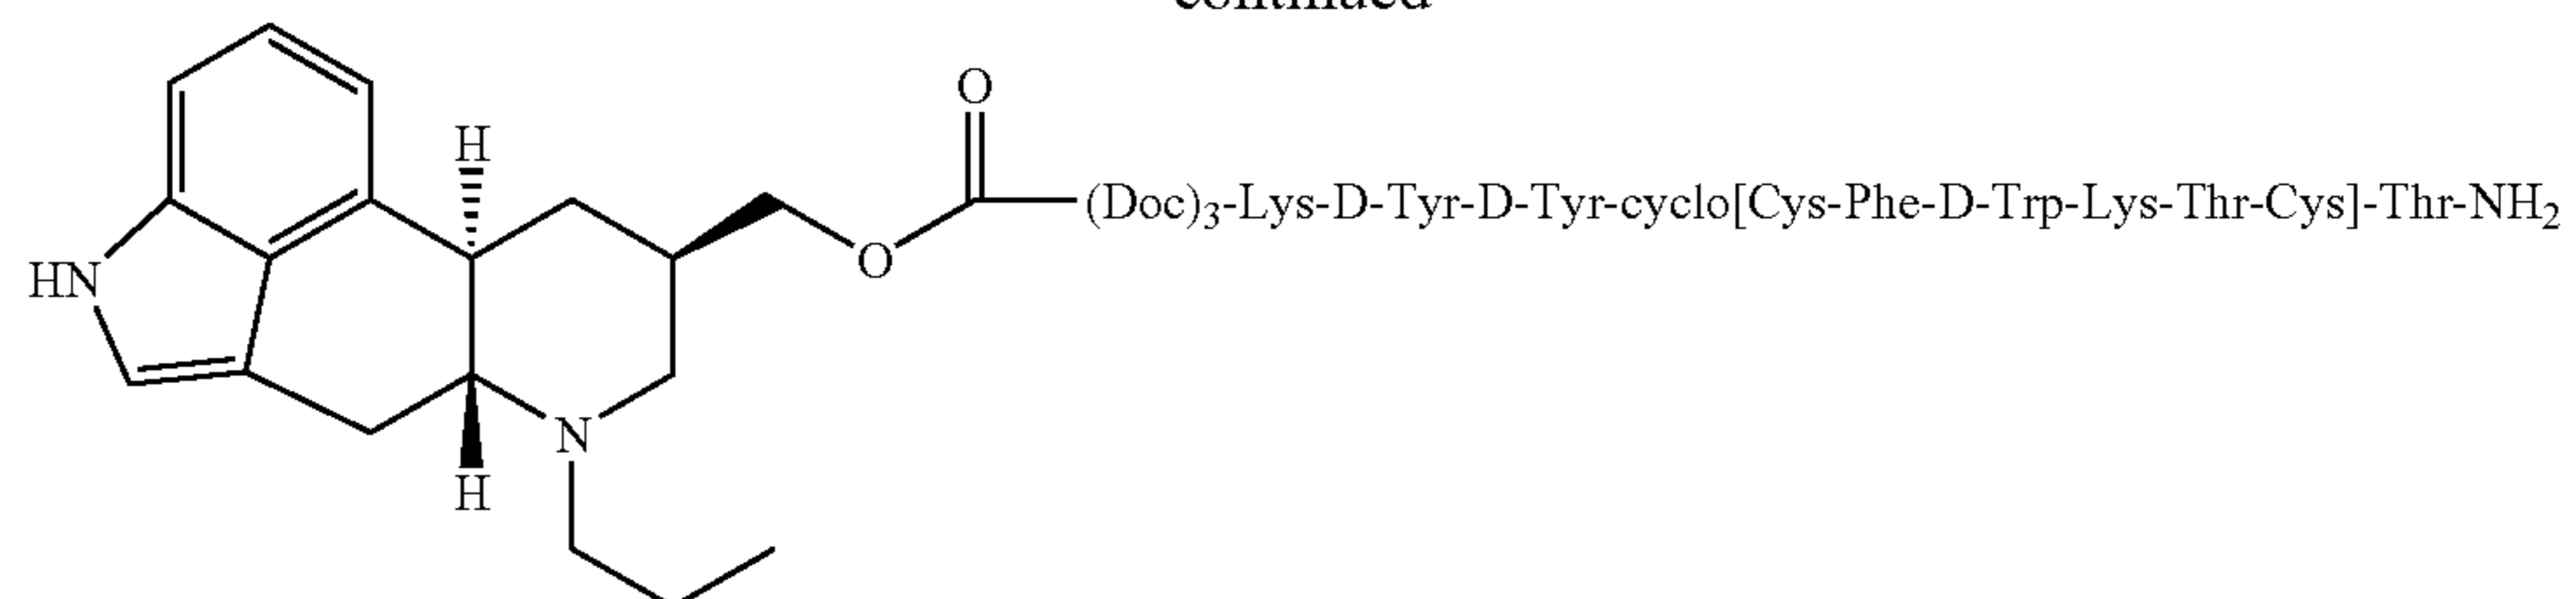 O
H
(Doc)₃-Lys-D-Tyr-D-Tyr-cyclo[Cys-Phe-D-Trp-Lys-Thr-Cys]-Thr-NH₂
O
HN
N
H